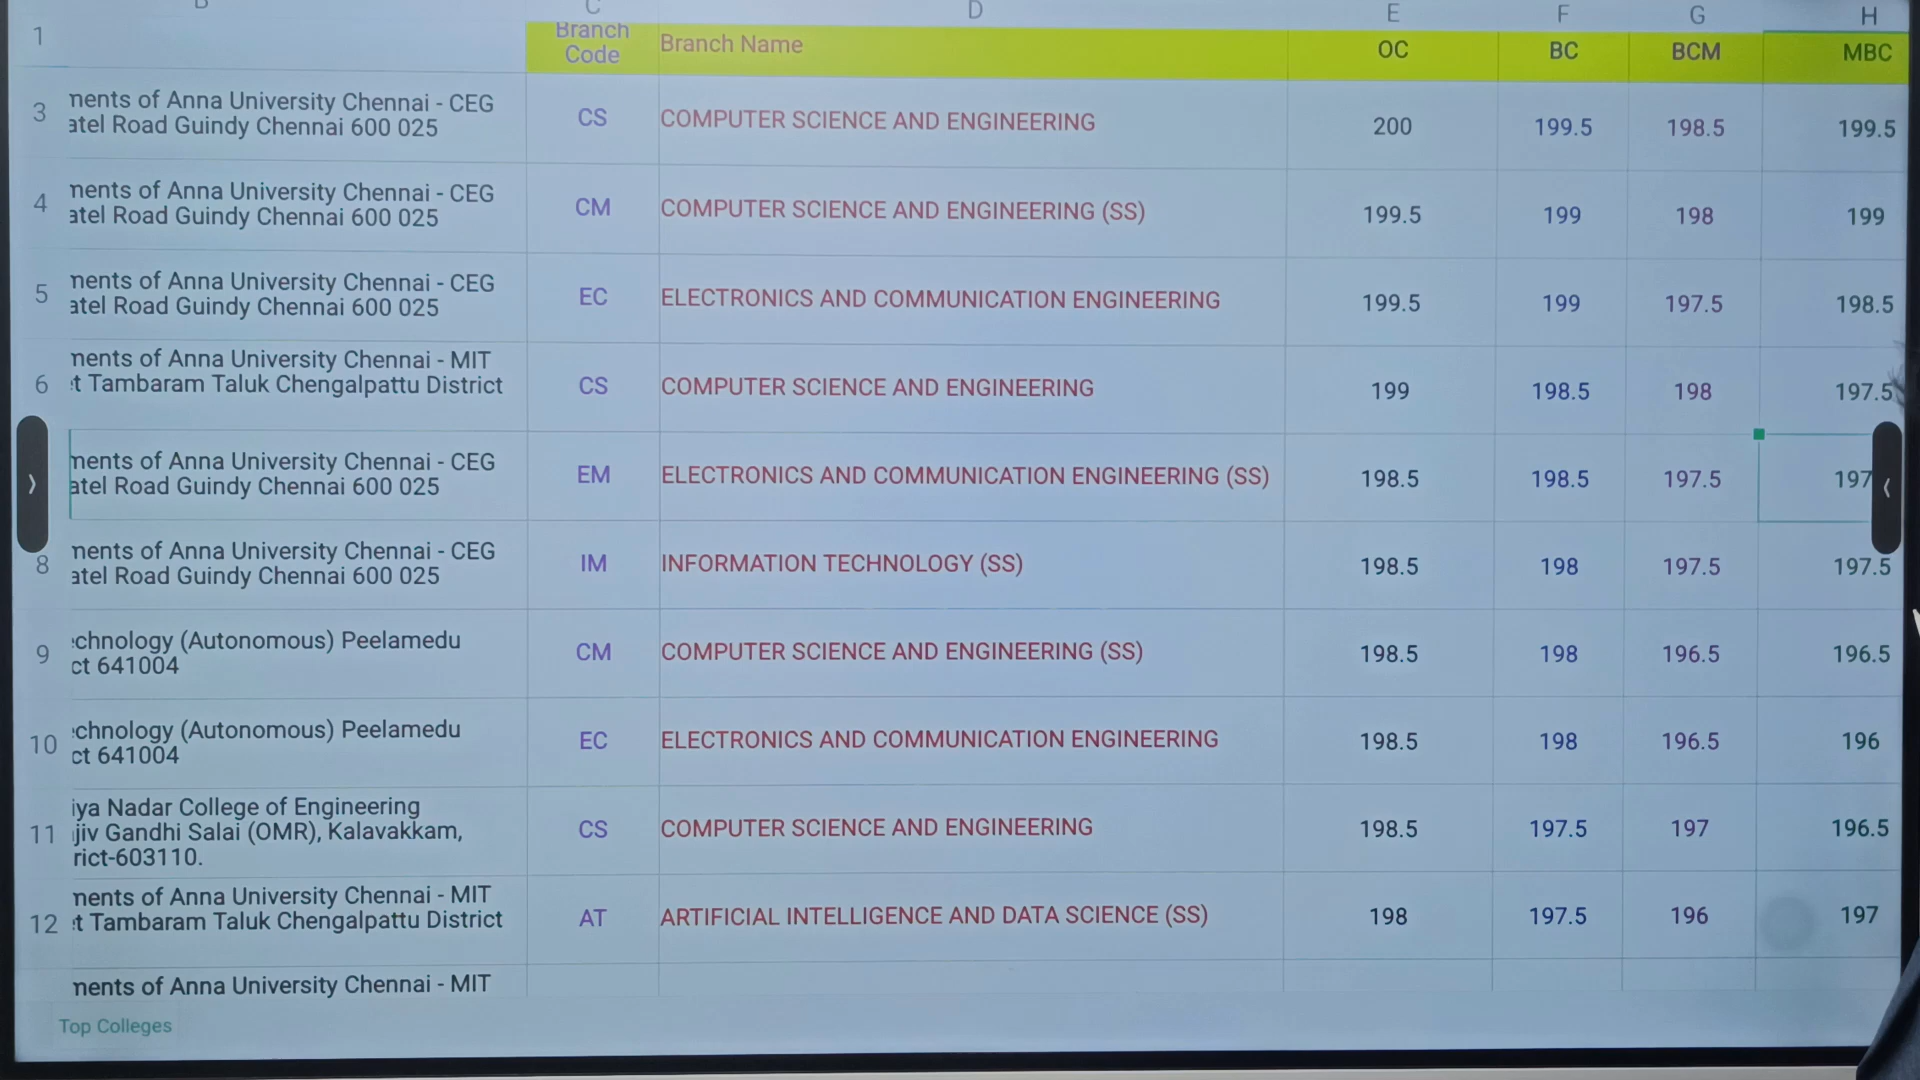 B C D E F G H
1 Branch Code Branch Name OC BC BCM MBC
3 ments of Anna University Chennai - CEG
atel Road Guindy Chennai 600 025 CS COMPUTER SCIENCE AND ENGINEERING 200 199.5 198.5 199.5
4 ments of Anna University Chennai - CEG
atel Road Guindy Chennai 600 025 CM COMPUTER SCIENCE AND ENGINEERING (SS) 199.5 199 198 199
5 ments of Anna University Chennai - CEG
atel Road Guindy Chennai 600 025 EC ELECTRONICS AND COMMUNICATION ENGINEERING 199.5 199 197.5 198.5
6 ments of Anna University Chennai - MIT
t Tambaram Taluk Chengalpattu District CS COMPUTER SCIENCE AND ENGINEERING 199 198.5 198 197.5
ments of Anna University Chennai - CEG
atel Road Guindy Chennai 600 025 EM ELECTRONICS AND COMMUNICATION ENGINEERING (SS) 198.5 198.5 197.5 197
8 ments of Anna University Chennai - CEG
atel Road Guindy Chennai 600 025 IM INFORMATION TECHNOLOGY (SS) 198.5 198 197.5 197.5
9 chnology (Autonomous) Peelamedu
ct 641004 CM COMPUTER SCIENCE AND ENGINEERING (SS) 198.5 198 196.5 196.5
10 chnology (Autonomous) Peelamedu
ct 641004 EC ELECTRONICS AND COMMUNICATION ENGINEERING 198.5 198 196.5 196
iya Nadar College of Engineering
11 jiv Gandhi Salai (OMR), Kalavakkam, CS COMPUTER SCIENCE AND ENGINEERING 198.5 197.5 197 196.5
rict-603110.
12 ments of Anna University Chennai - MIT
t Tambaram Taluk Chengalpattu District AT ARTIFICIAL INTELLIGENCE AND DATA SCIENCE (SS) 198 197.5 196 197
ments of Anna University Chennai - MIT
Top Colleges